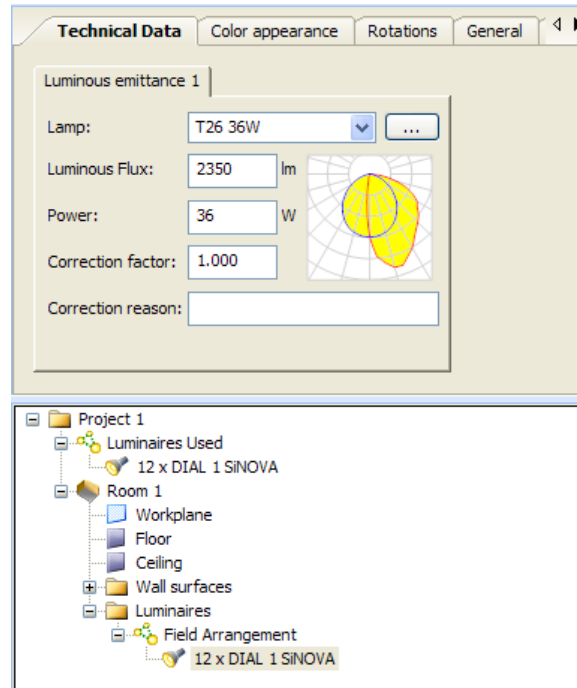 Technical Data Color appearance Rotations General
Luminous emittance 1
Lamp: T26 36W ...
Luminous Flux: 2350 lm
Power: 36 W
Correction factor: 1.000
Correction reason:
Project 1
Luminaires Used
12 x DIAL 1 SiNOVA
Room 1
Workplane
Floor
Ceiling
Wall surfaces
Luminaires
Field Arrangement
12 x DIAL 1 SiNOVA